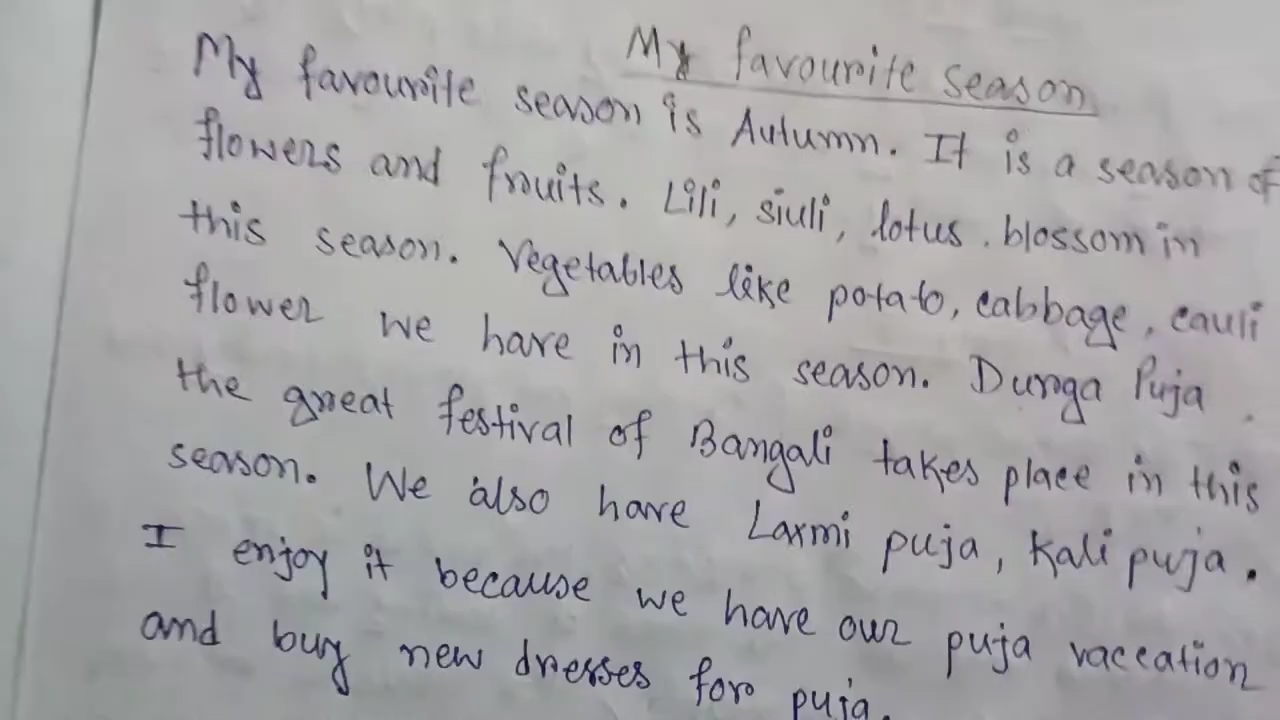 My favourite season
My favourite season is Autumn. It is a season of
flowers and fruits. Lili, siuli, lotus. blossom in
this season. Vegetables like potato, cabbage, cauli
flower we have in this season. Durga Puja
the great festival of Bangali takes place in this
season. We also have Laxmi puja, Kali puja.
I enjoy it because we have our puja vaccation
and buy new dresses for puja.